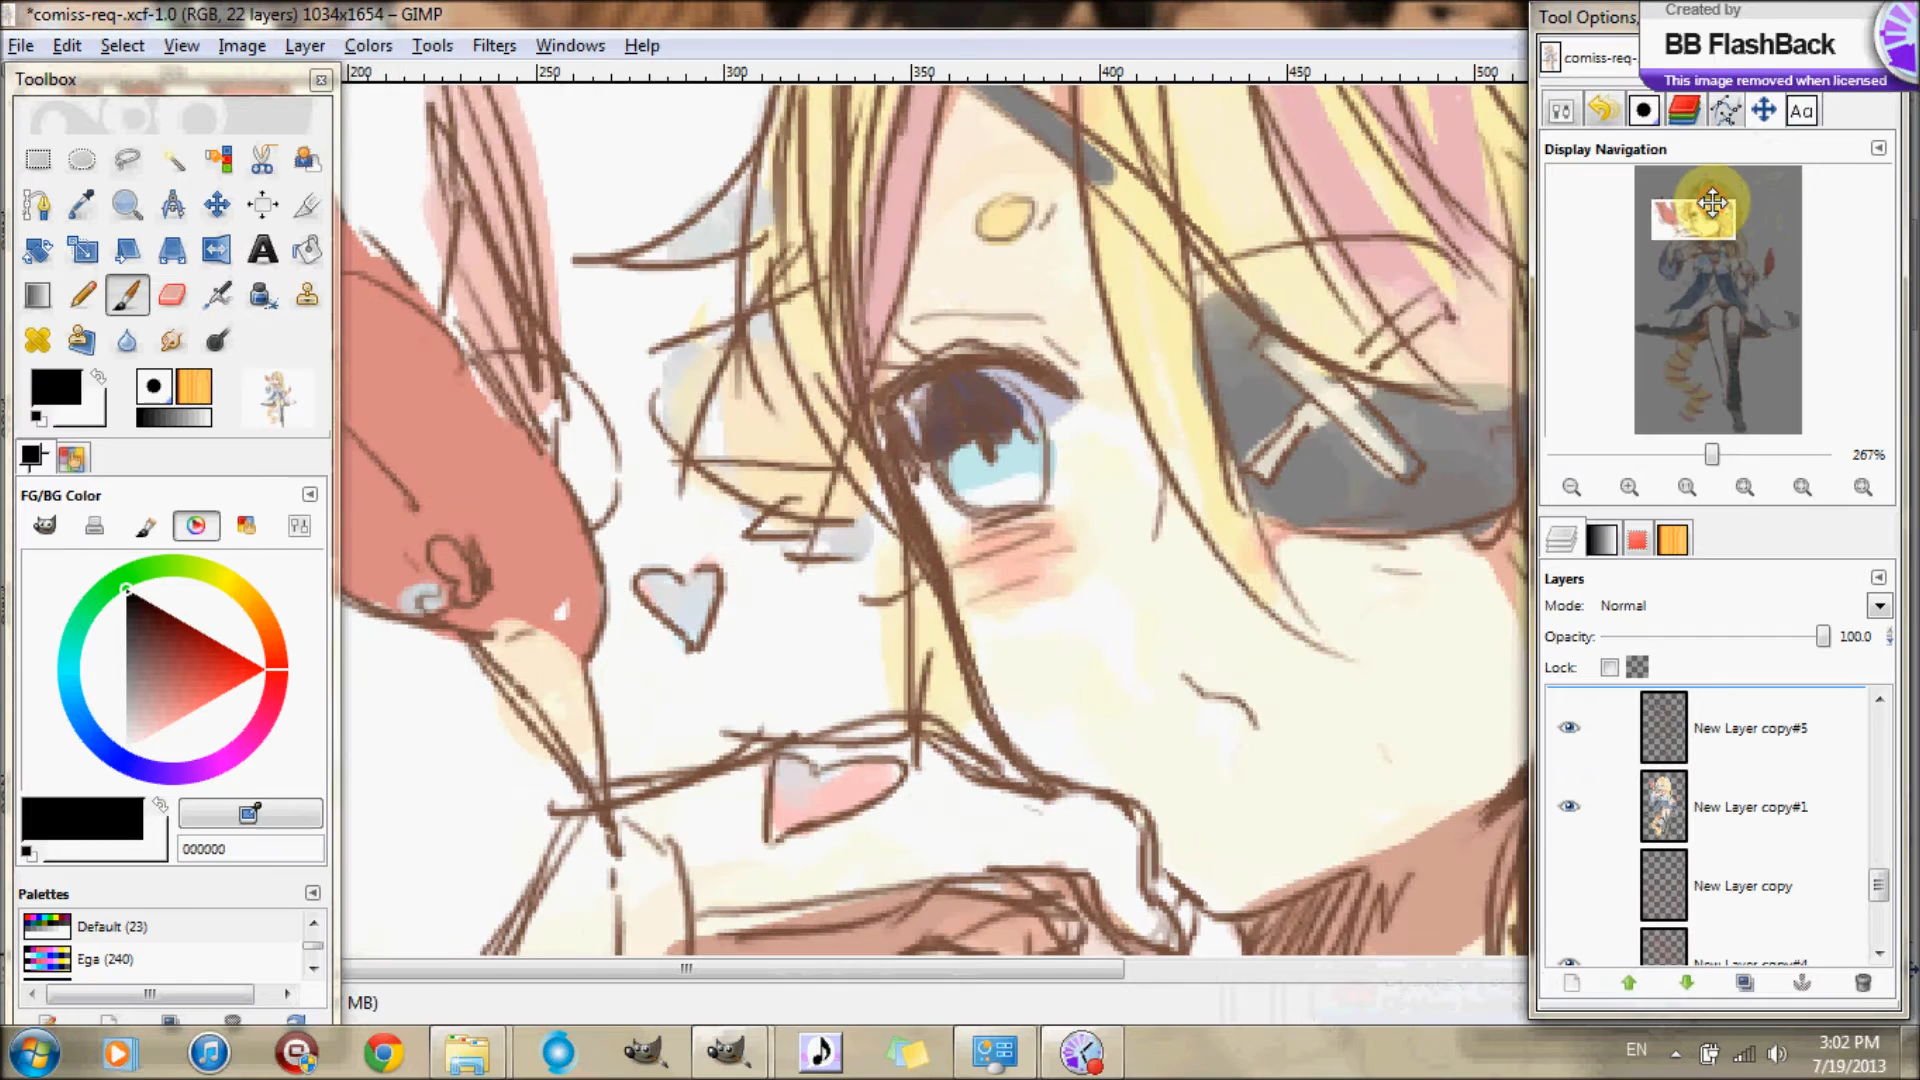 *comiss-req-.xcf-1.0 (RGB, 22 layers) 1034x1654 – GIMP
File Edit Select View Image Layer Colors Tools Filters Windows Help
Toolbox
200 250 300 350 400 450 500
FG/BG Color
000000
Palettes
Default (23)
Ega (240)
MB)
Tool Options,
Created by
BB FlashBack
This image removed when licensed
comiss-req-
Aa
Display Navigation
267%
Layers
Mode: Normal
Opacity: 100.0
Lock:
New Layer copy#5
New Layer copy#1
New Layer copy
New Layer copy#4
EN
3:02 PM
7/19/2013